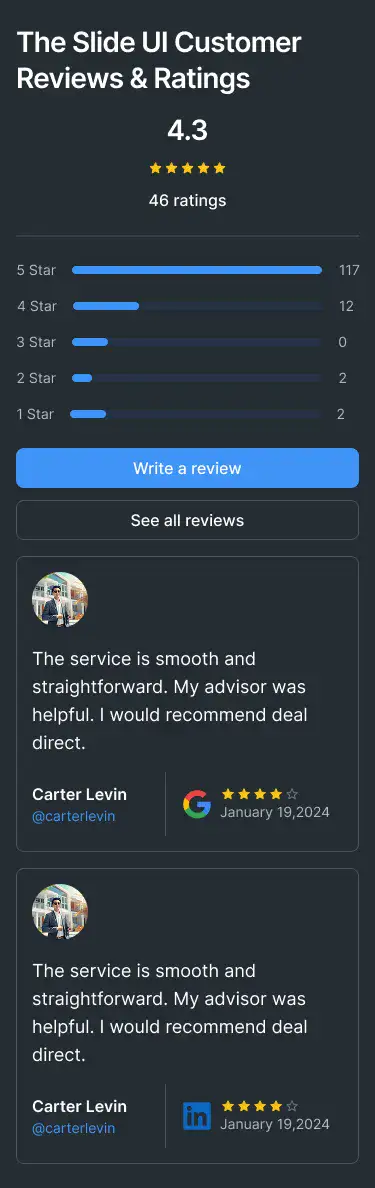 The Slide UI Customer
Reviews & Ratings
4.3
46 ratings
5 Star 117
4 Star 12
3 Star 0
2 Star 2
1 Star 2
Write a review
See all reviews
The service is smooth and
straightforward. My advisor was
helpful. I would recommend deal
direct.
Carter Levin
@carterlevin
January 19,2024
The service is smooth and
straightforward. My advisor was
helpful. I would recommend deal
direct.
Carter Levin
@carterlevin
in
January 19,2024